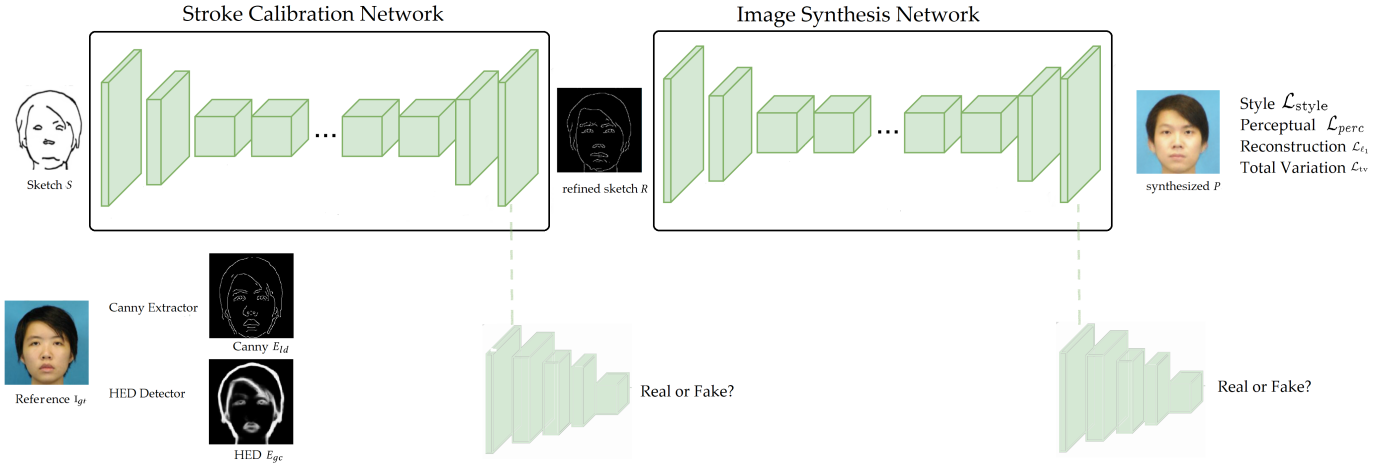 Stroke Calibration Network
Image Synthesis Network
Sketch S
...
refined sketch R
...
synthesized P
Style ℒstyle
Perceptual ℒperc
Reconstruction ℒℓ1
Total Variation ℒtv
Reference Igt
Canny Extractor
Canny Eld
HED Detector
HED Egc
Real or Fake?
Real or Fake?